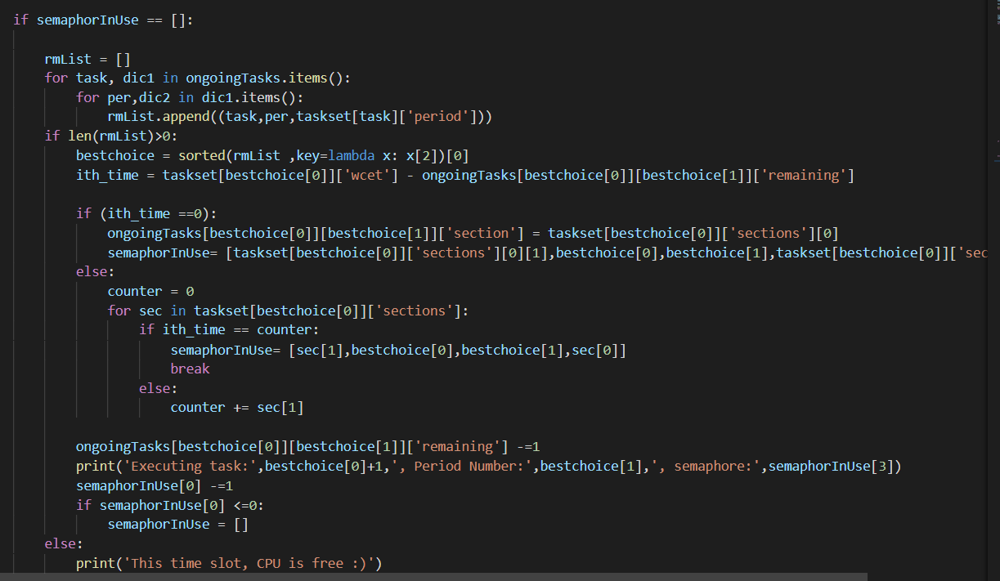 if semaphorInUse == []:
rmList = []
for task, dic1 in ongoingTasks.items():
for per,dic2 in dic1.items():
rmList.append((task,per,taskset[task]['period']))
if len(rmList)>0:
bestchoice = sorted(rmList ,key=lambda x: x[2])[0]
ith_time = taskset[bestchoice[0]]['wcet'] - ongoingTasks[bestchoice[0]][bestchoice[1]]['remaining']
if (ith_time ==0):
ongoingTasks[bestchoice[0]][bestchoice[1]]['section'] = taskset[bestchoice[0]]['sections'][0]
semaphorInUse= [taskset[bestchoice[0]]['sections'][0][1],bestchoice[0],bestchoice[1],taskset[bestchoice[0]]['sec
else:
counter = 0
for sec in taskset[bestchoice[0]]['sections']:
if ith_time == counter:
semaphorInUse= [sec[1],bestchoice[0],bestchoice[1],sec[0]]
break
else:
counter += sec[1]
ongoingTasks[bestchoice[0]][bestchoice[1]]['remaining'] -=1
print('Executing task:',bestchoice[0]+1,', Period Number:',bestchoice[1],', semaphore:',semaphorInUse[3])
semaphorInUse[0] -=1
if semaphorInUse[0] <=0:
semaphorInUse = []
else:
print('This time slot, CPU is free :)')